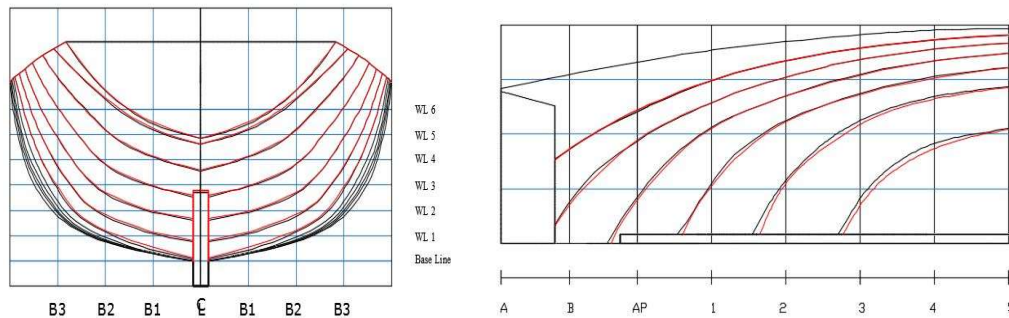 WL 6
WL 5
WL 4
WL 3
WL 2
WL 1
Base Line
B3 B2 B1 C L B1 B2 B3
A B AP 1 2 3 4 5